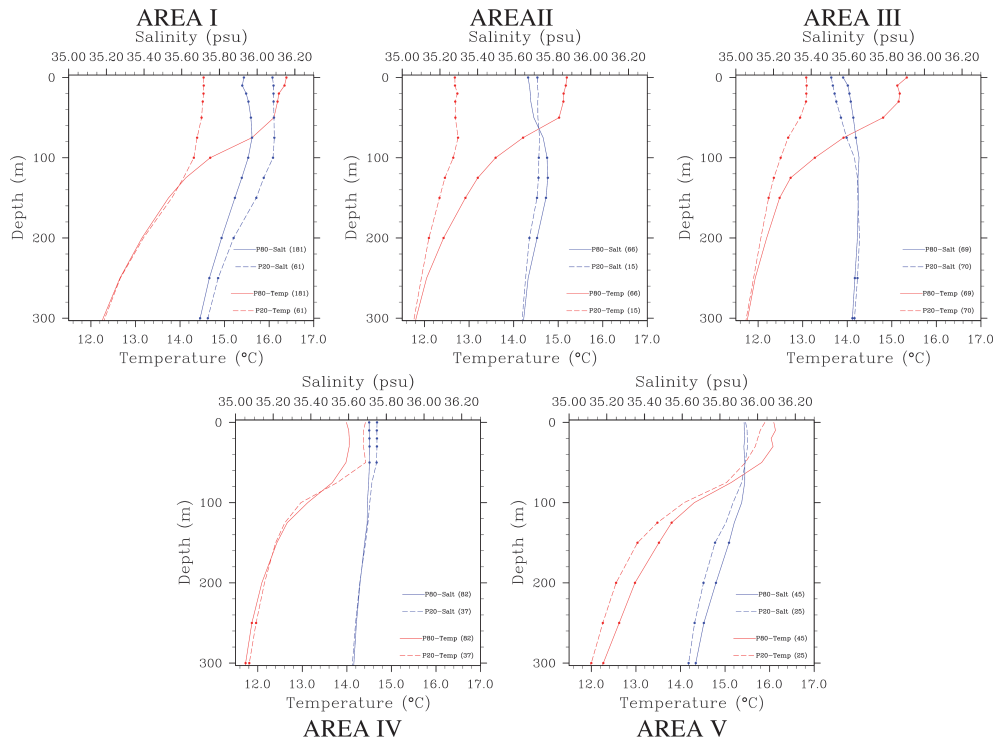 AREA I
AREAII
AREA III
Salinity (psu)
Salinity (psu)
Salinity (psu)
35.00 35.20 35.40 35.60 35.80 36.00 36.20
35.00 35.20 35.40 35.60 35.80 36.00 36.20
35.00 35.20 35.40 35.60 35.80 36.00 36.20
0
100
200
300
Depth (m)
P80-Salt (181)
P20-Salt (61)
P80-Temp (181)
P20-Temp (61)
12.0 13.0 14.0 15.0 16.0 17.0
Temperature (°C)
0
100
200
300
Depth (m)
P80-Salt (66)
P20-Salt (15)
P80-Temp (66)
P20-Temp (15)
12.0 13.0 14.0 15.0 16.0 17.0
Temperature (°C)
0
100
200
300
Depth (m)
P80-Salt (69)
P20-Salt (70)
P80-Temp (69)
P20-Temp (70)
12.0 13.0 14.0 15.0 16.0 17.0
Temperature (°C)
Salinity (psu)
35.00 35.20 35.40 35.60 35.80 36.00 36.20
0
100
200
300
Depth (m)
P80-Salt (82)
P20-Salt (37)
P80-Temp (82)
P20-Temp (37)
12.0 13.0 14.0 15.0 16.0 17.0
Temperature (°C)
AREA IV
Salinity (psu)
35.00 35.20 35.40 35.60 35.80 36.00 36.20
0
100
200
300
Depth (m)
P80-Salt (45)
P20-Salt (25)
P80-Temp (45)
P20-Temp (25)
12.0 13.0 14.0 15.0 16.0 17.0
Temperature (°C)
AREA V